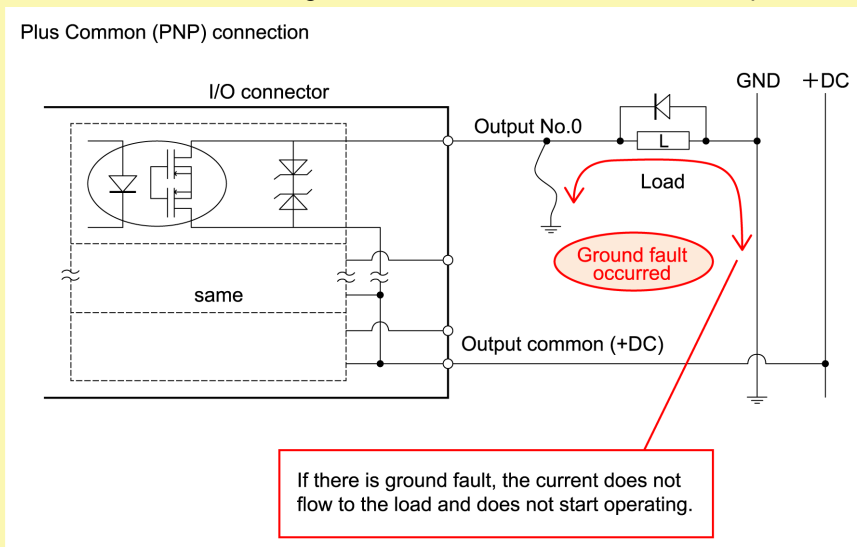 Plus Common (PNP) connection
GND
+DC
I/O connector
Output No.0
L
Load
Ground fault
occurred
same
Output common (+DC)
If there is ground fault, the current does not
flow to the load and does not start operating.